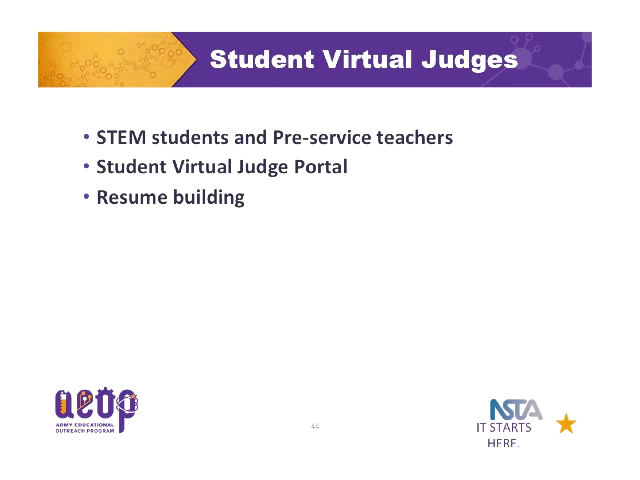 Student Virtual Judges
• STEM students and Pre-service teachers
• Student Virtual Judge Portal
• Resume building
aeop
ARMY EDUCATIONAL
OUTREACH PROGRAM
44
NSTA
IT STARTS
HERE.